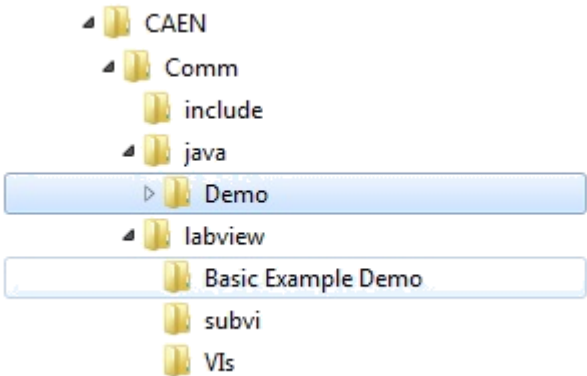 CAEN
Comm
include
java
Demo
labview
Basic Example Demo
subvi
VIs